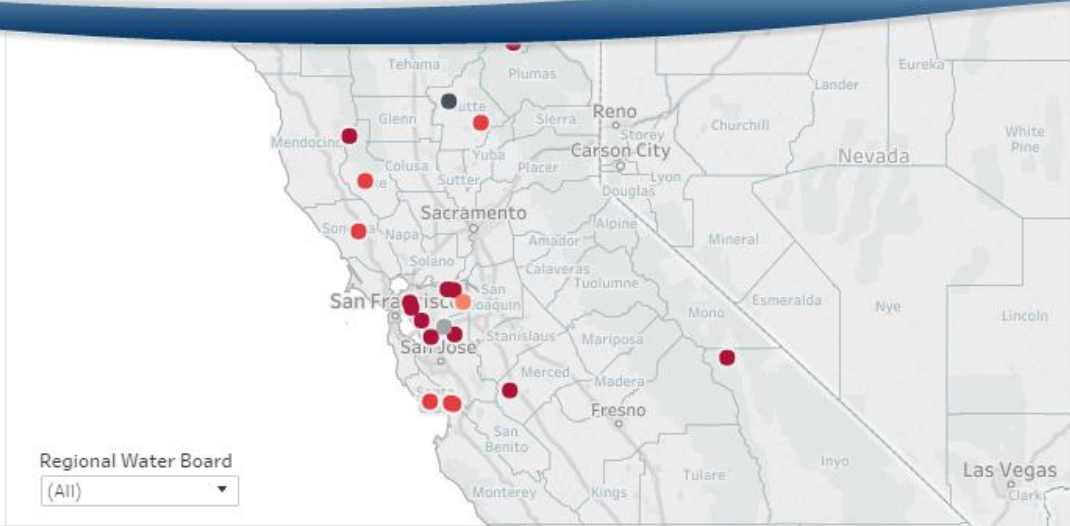 Tehama
Plumas
Eureka
Lander
utte
Glenn
Sierra
Reno
Storey
Churchill
White
Pine
Mendocino
Carson City
Nevada
Yuba
Colusa
Placer
Sutter
Lyon
Douglas
Sacramento
Alpine
Napa
Amador
Mineral
Solano
Calaveras
Tuolumne
San
Joaquin
San Francisco
Mono
Esmeralda
Nye
Lincoln
Stanislaus
Mariposa
San Jose
Merced
Madera
Fresno
San
Benito
Regional Water Board
(All)
Tulare
Inyo
Las Vegas
Clark
Monterey
Kings